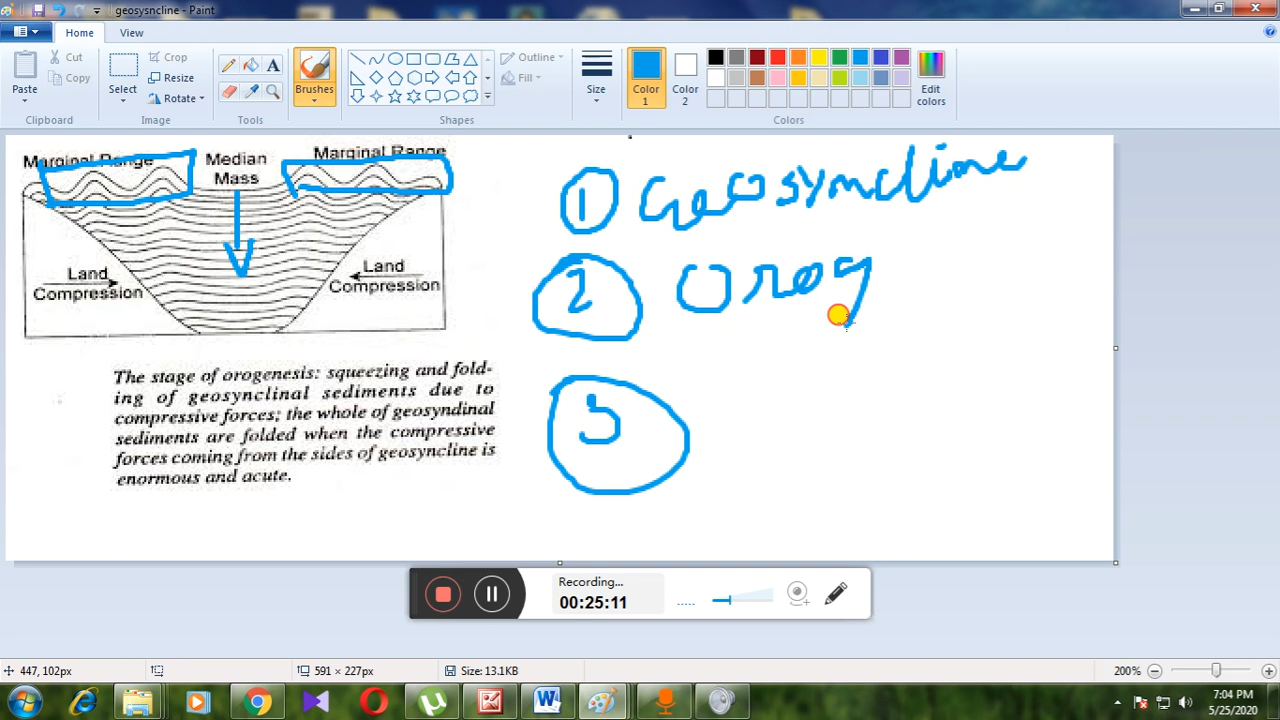 geosysncline - Paint
Home
View
Paste
Cut
Copy
Clipboard
Select
Crop
Resize
Rotate
Image
Tools
Brushes
Outline
Fill
Shapes
Size
Color
1
Color
2
Edit
colors
Colors
Marginal Range
Median
Mass
Marginal Range
Land
Compression
Land
Compression
The stage of orogenesis: squeezing and fold-
ing of geosynclinal sediments due to
compressive forces; the whole of geosyndinal
sediments are folded when the compressive
forces coming from the sides of geosyncline is
enormous and acute.
1 Geosyncline
2 Orog
3
Recording...
00:25:11
447, 102px
591 × 227px
Size: 13.1KB
200%
7:04 PM
5/25/2020